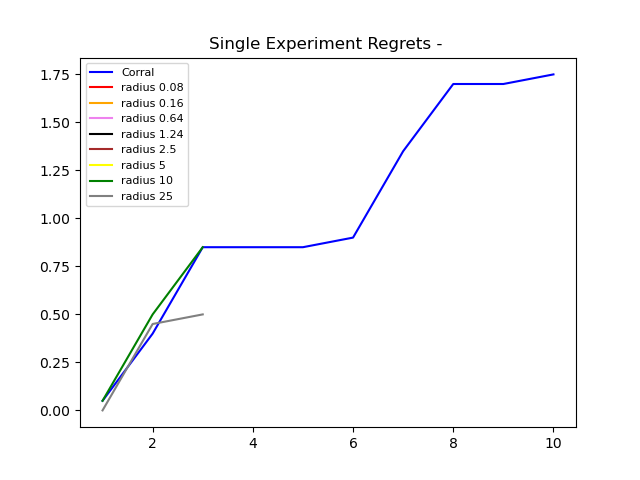 Single Experiment Regrets -
1.75
1.50
1.25
1.00
0.75
0.50
0.25
0.00
Corral
radius 0.08
radius 0.16
radius 0.64
radius 1.24
radius 2.5
radius 5
radius 10
radius 25
2
4
6
8
10